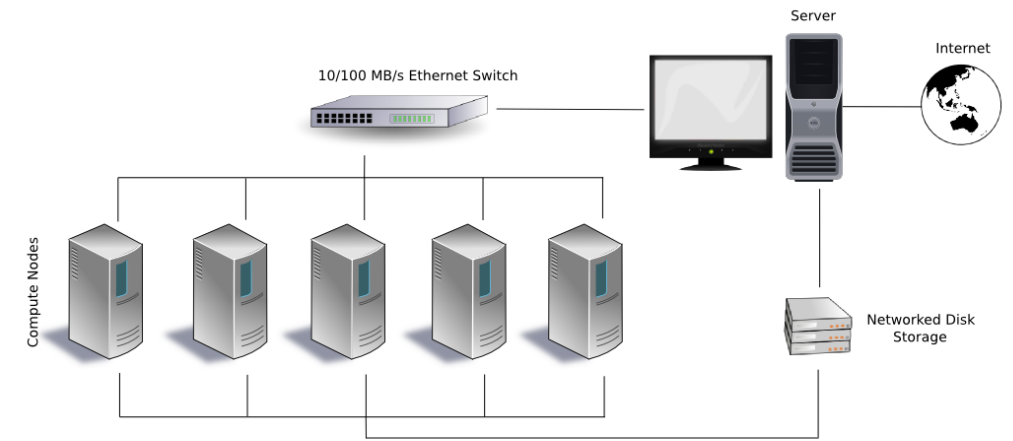 Server
Internet
10/100 MB/s Ethernet Switch
Compute Nodes
Networked Disk
Storage